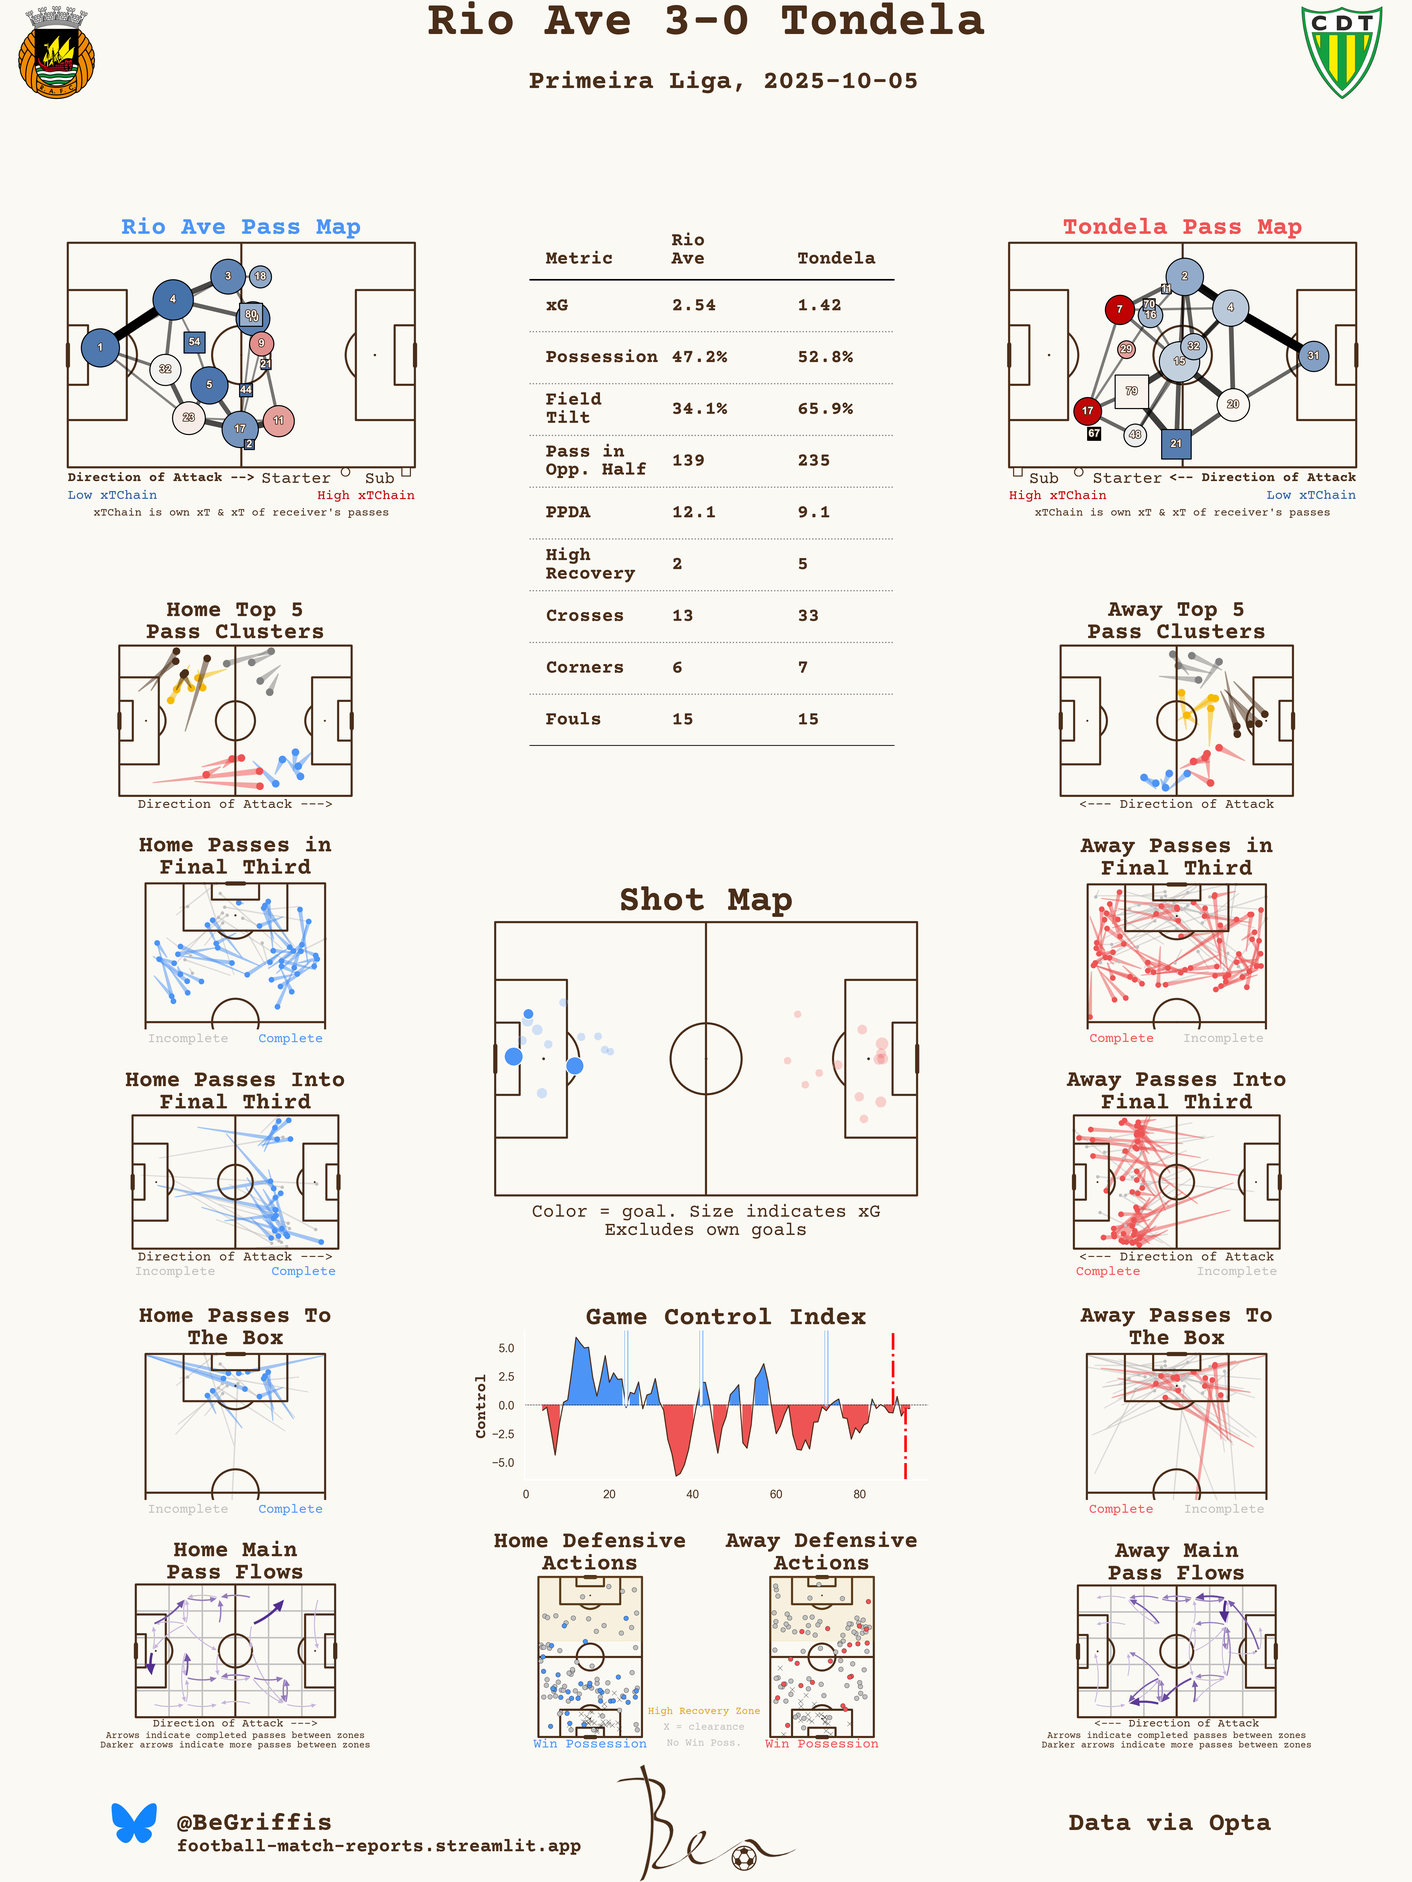 Rio Ave 3-0 Tondela
Primeira Liga, 2025-10-05
R.A.F.C.
CDT
Rio Ave Pass Map
1
4
3
18
80
54
9
21
32
5
44
23
17
11
2
Direction of Attack --> Starter Sub
Low xTChain High xTChain
xTChain is own xT & xT of receiver's passes
Metric Rio Ave Tondela
xG 2.54 1.42
Possession 47.2% 52.8%
Field Tilt 34.1% 65.9%
Pass in Opp. Half 139 235
PPDA 12.1 9.1
High Recovery 2 5
Crosses 13 33
Corners 6 7
Fouls 15 15
Tondela Pass Map
2
11
7
70
16
4
29
32
15
31
79
17
20
67
48
21
Sub Starter <-- Direction of Attack
High xTChain Low xTChain
xTChain is own xT & xT of receiver's passes
Home Top 5
Pass Clusters
Direction of Attack --->
Away Top 5
Pass Clusters
<--- Direction of Attack
Home Passes in
Final Third
Incomplete Complete
Away Passes in
Final Third
Complete Incomplete
Shot Map
Color = goal. Size indicates xG
Excludes own goals
Home Passes Into
Final Third
Direction of Attack --->
Incomplete Complete
Away Passes Into
Final Third
<--- Direction of Attack
Complete Incomplete
Home Passes To
The Box
Incomplete Complete
Game Control Index
Control
5.0
2.5
0.0
−2.5
−5.0
0 20 40 60 80
Away Passes To
The Box
Complete Incomplete
Home Main
Pass Flows
Direction of Attack --->
Arrows indicate completed passes between zones
Darker arrows indicate more passes between zones
Home Defensive
Actions
Win Possession
Away Defensive
Actions
Win Possession
High Recovery Zone
X = clearance
No Win Poss.
Away Main
Pass Flows
<--- Direction of Attack
Arrows indicate completed passes between zones
Darker arrows indicate more passes between zones
@BeGriffis
football-match-reports.streamlit.app
Ben
Data via Opta